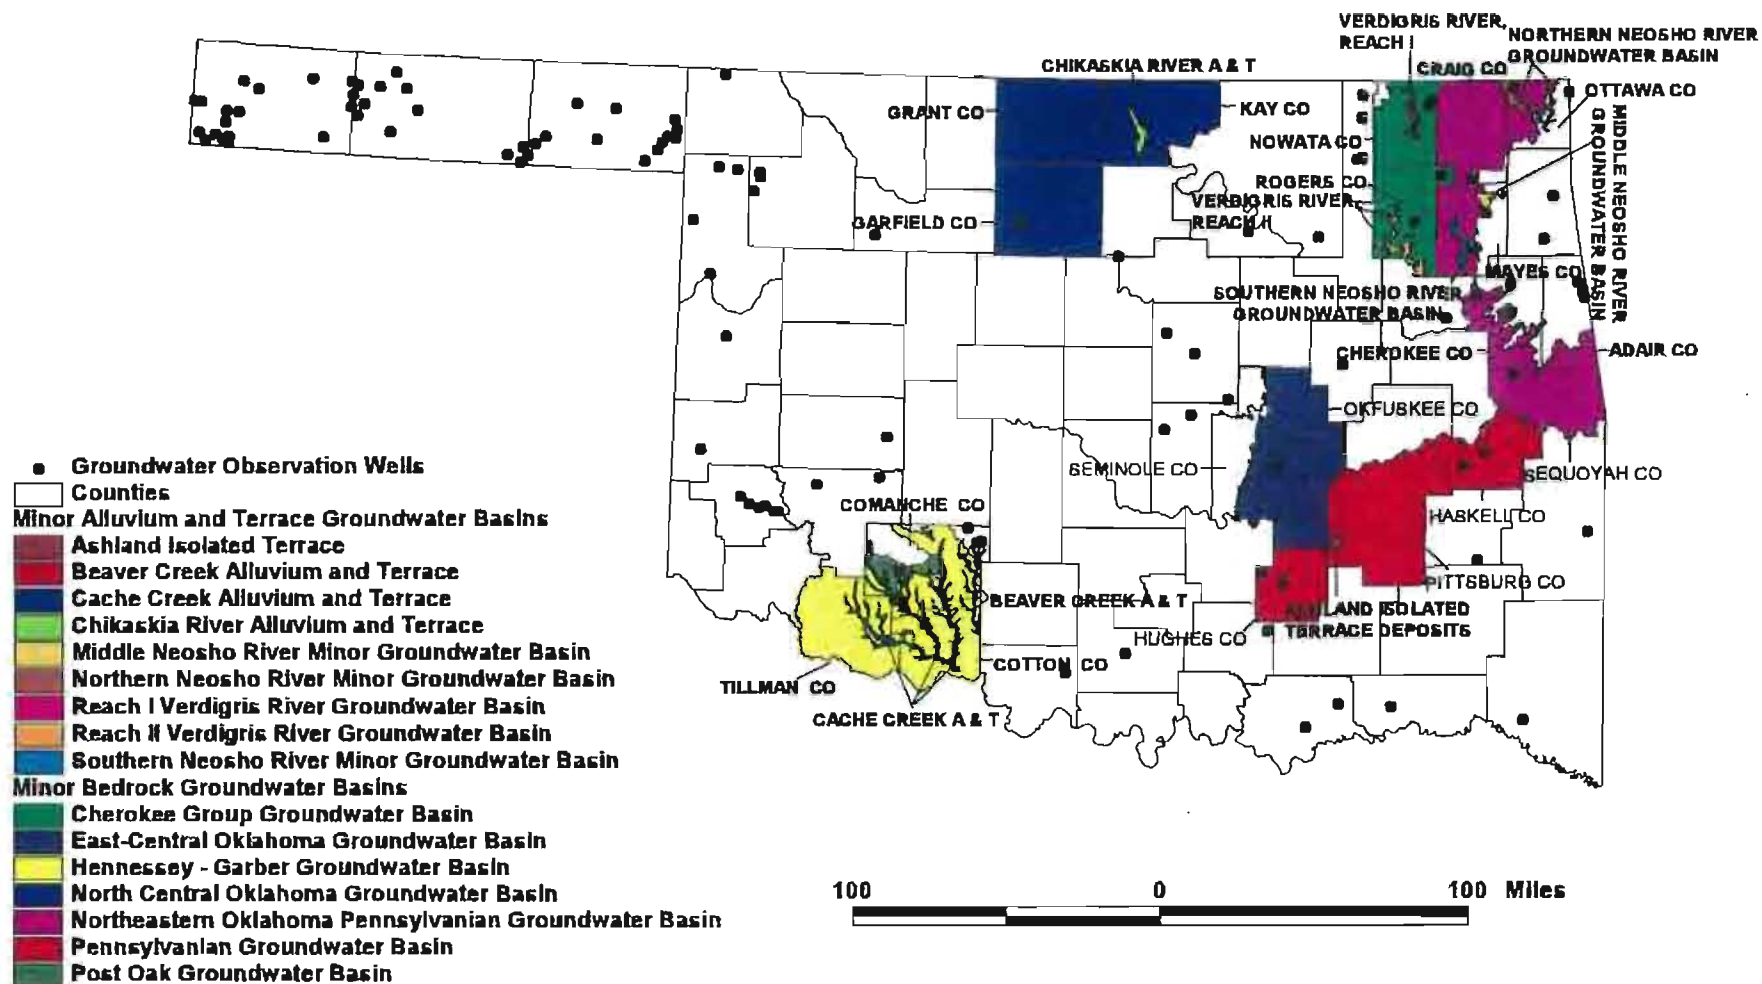 VERDIGRIS RIVER,
REACH I
NORTHERN NEOSHO RIVER
GROUNDWATER BASIN
CHIKASKIA RIVER A & T
CRAIG CO
OTTAWA CO
GRANT CO
KAY CO
NOWATA CO
MIDDLE NEOSHO RIVER
GROUNDWATER BASIN
ROGERS CO
VERDIGRIS RIVER,
REACH II
GARFIELD CO
MAYES CO
SOUTHERN NEOSHO RIVER
GROUNDWATER BASIN
CHEROKEE CO
ADAIR CO
OKFUSKEE CO
SEMINOLE CO
SEQUOYAH CO
COMANCHE CO
HASKELL CO
PITTSBURG CO
BEAVER CREEK A & T
ASHLAND ISOLATED
TERRACE DEPOSITS
HUGHES CO
COTTON CO
TILLMAN CO
CACHE CREEK A & T
Groundwater Observation Wells
Counties
Minor Alluvium and Terrace Groundwater Basins
Ashland Isolated Terrace
Beaver Creek Alluvium and Terrace
Cache Creek Alluvium and Terrace
Chikaskia River Alluvium and Terrace
Middle Neosho River Minor Groundwater Basin
Northern Neosho River Minor Groundwater Basin
Reach I Verdigris River Groundwater Basin
Reach II Verdigris River Groundwater Basin
Southern Neosho River Minor Groundwater Basin
Minor Bedrock Groundwater Basins
Cherokee Group Groundwater Basin
East-Central Oklahoma Groundwater Basin
Hennessey - Garber Groundwater Basin
North Central Oklahoma Groundwater Basin
Northeastern Oklahoma Pennsylvanian Groundwater Basin
Pennsylvanian Groundwater Basin
Post Oak Groundwater Basin
100 0 100 Miles